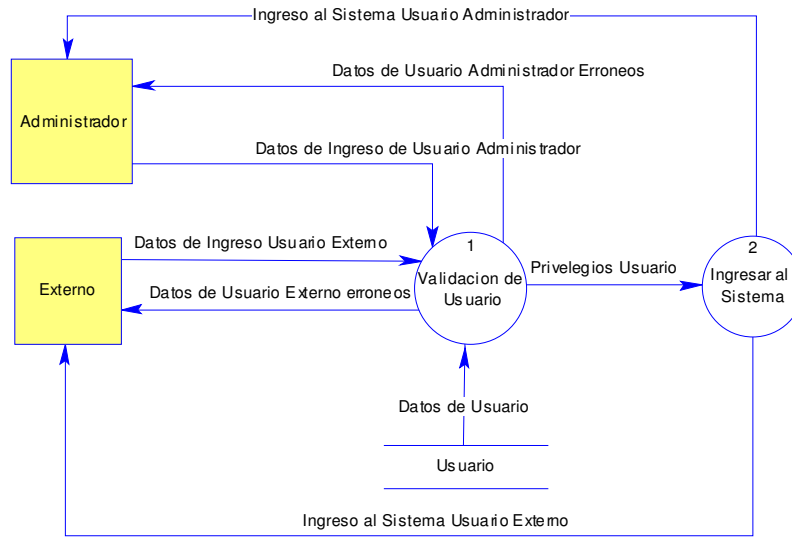 Ingreso al Sistema Usuario Administrador
Datos de Usuario Administrador Erroneos
Administrador
Datos de Ingreso de Usuario Administrador
Datos de Ingreso Usuario Externo
1
Validacion de
Usuario
Privelegios Usuario
2
Ingresar al
Sistema
Externo
Datos de Usuario Externo erroneos
Datos de Usuario
Usuario
Ingreso al Sistema Usuario Externo